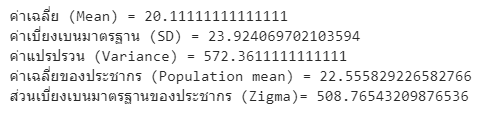 ค่าเฉลี่ย (Mean) = 20.11111111111111
ค่าเบี่ยงเบนมาตรฐาน (SD) = 23.924069702103594
ค่าแปรปรวน (Variance) = 572.3611111111111
ค่าเฉลี่ยของประชากร (Population mean) = 22.555829226582766
ส่วนเบี่ยงเบนมาตรฐานของประชากร (Zigma)= 508.76543209876536